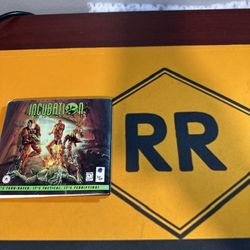 INCUBATION
RR
IT'S TURN-BASED. IT'S TACTICAL. IT'S TERRIFYING!